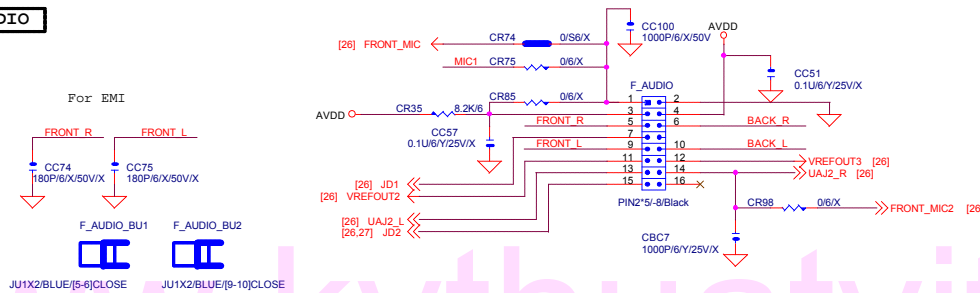 DIO
For EMI
FRONT_R
FRONT_L
CC74
180P/6/X/50V/X
CC75
180P/6/X/50V/X
F_AUDIO_BU1
F_AUDIO_BU2
JU1X2/BLUE/[5-6]CLOSE
JU1X2/BLUE/[9-10]CLOSE
[26] FRONT_MIC
CR74
0/S6/X
MIC1
CR75
0/6/X
CC100
1000P/6/X/50V
AVDD
CC51
0.1U/6/Y/25V/X
CR85
0/6/X
F_AUDIO
AVDD
CR35
8.2K/6
CC57
0.1U/6/Y/25V/X
FRONT_R
FRONT_L
1
2
3
4
5
6
7
9
10
11
12
13
14
15
16
BACK_R
BACK_L
VREFOUT3 [26]
UAJ2_R [26]
[26] JD1
[26] VREFOUT2
[26] UAJ2_L
[26,27] JD2
PIN2*5/-8/Black
CR98
0/6/X
FRONT_MIC2 [26
CBC7
1000P/6/Y/25V/X